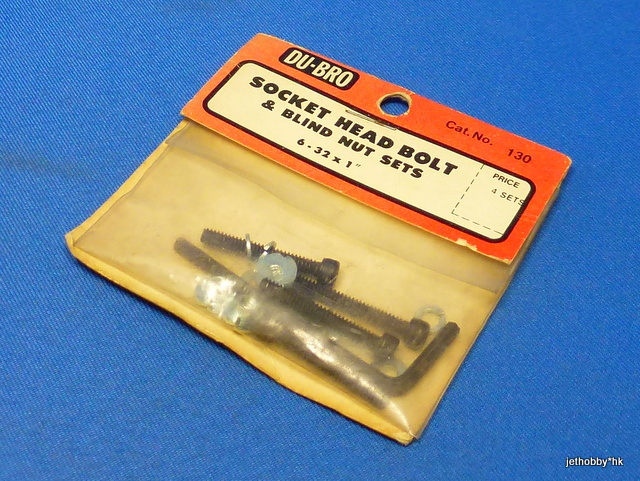 DU-BRO
SOCKET HEAD BOLT
& BLIND NUT SETS
6-32 x 1"
Cat. No. 130
PRICE
4 SETS
jethobby*hk